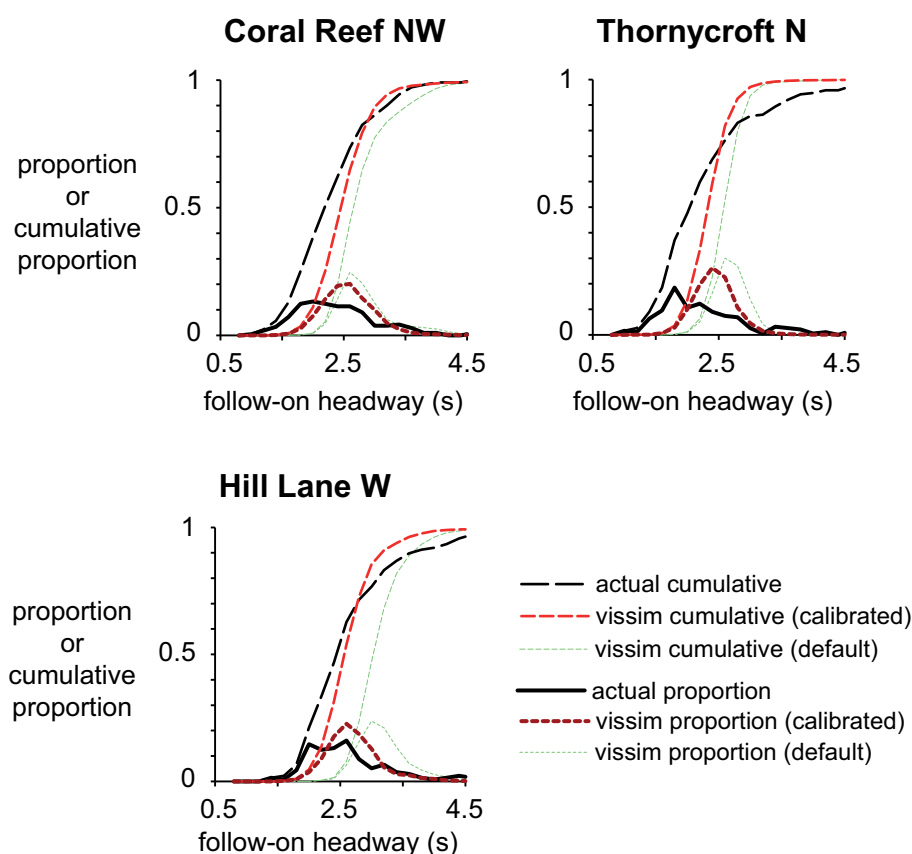 Coral Reef NW
Thornycroft N
proportion
or
cumulative
proportion
1
0.5
0
0.5
2.5
4.5
follow-on headway (s)
1
0.5
0
0.5
2.5
4.5
follow-on headway (s)
Hill Lane W
proportion
or
cumulative
proportion
1
0.5
0
0.5
2.5
4.5
follow-on headway (s)
actual cumulative
vissim cumulative (calibrated)
vissim cumulative (default)
actual proportion
vissim proportion (calibrated)
vissim proportion (default)